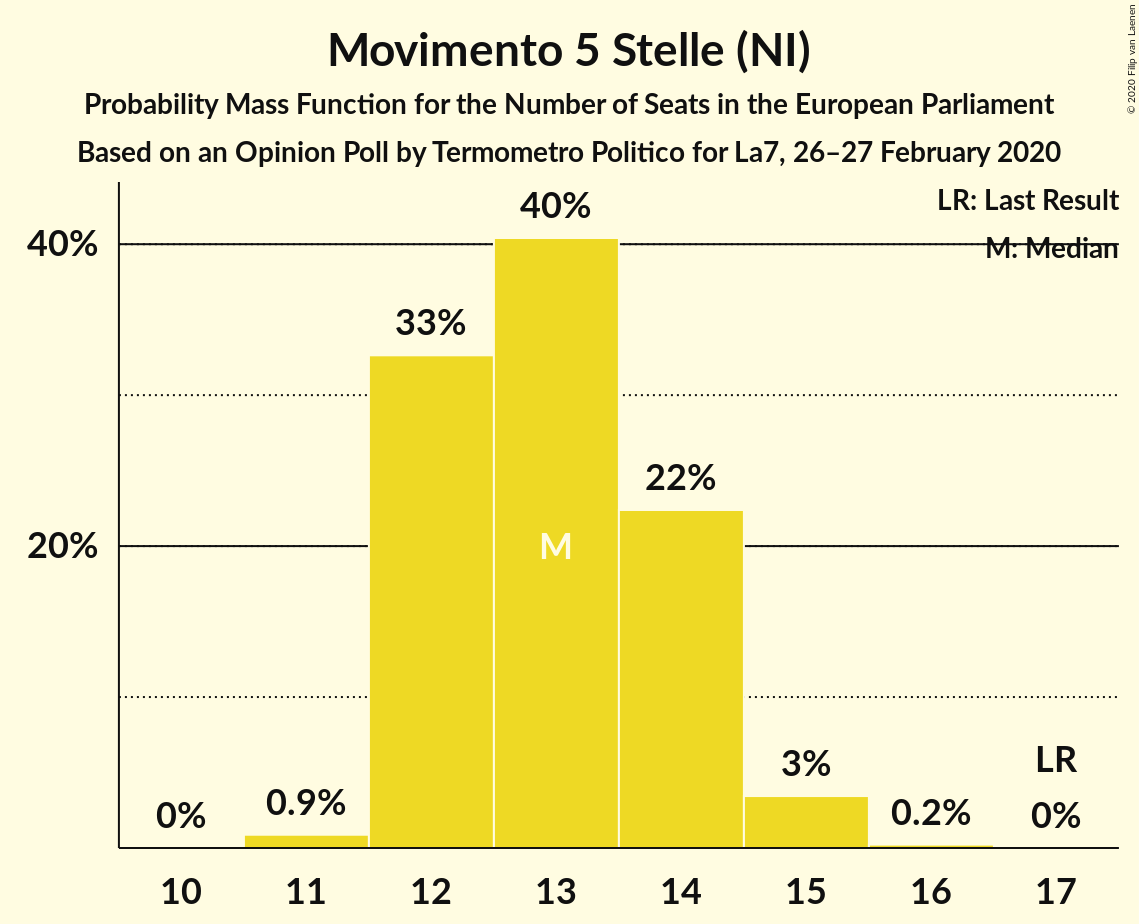 Movimento 5 Stelle (NI)
Probability Mass Function for the Number of Seats in the European Parliament
Based on an Opinion Poll by Termometro Politico for La7, 26–27 February 2020
© 2020 Filip van Laenen
LR: Last Result
M: Median
40%
20%
0%
0.9%
33%
40%
M
22%
3%
0.2%
LR
0%
10 11 12 13 14 15 16 17